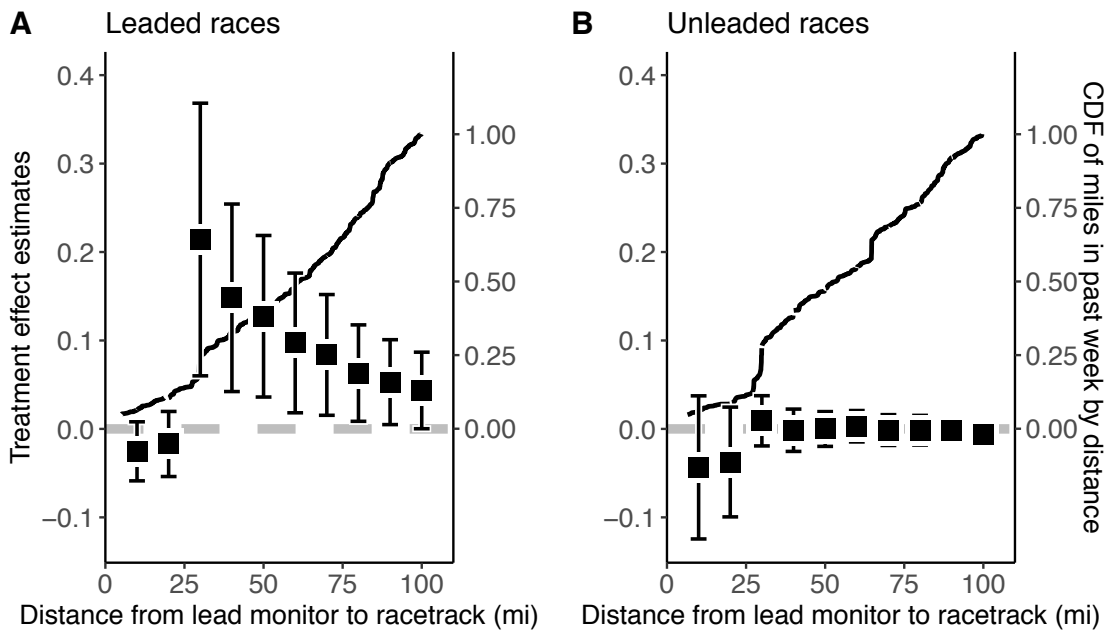 A Leaded races
B Unleaded races
Treatment effect estimates
0.4
0.3
0.2
0.1
0.0
−0.1
1.00
0.75
0.50
0.25
0.00
0 25 50 75 100
Distance from lead monitor to racetrack (mi)
0.4
0.3
0.2
0.1
0.0
−0.1
1.00
0.75
0.50
0.25
0.00
CDF of miles in past week by distance
0 25 50 75 100
Distance from lead monitor to racetrack (mi)